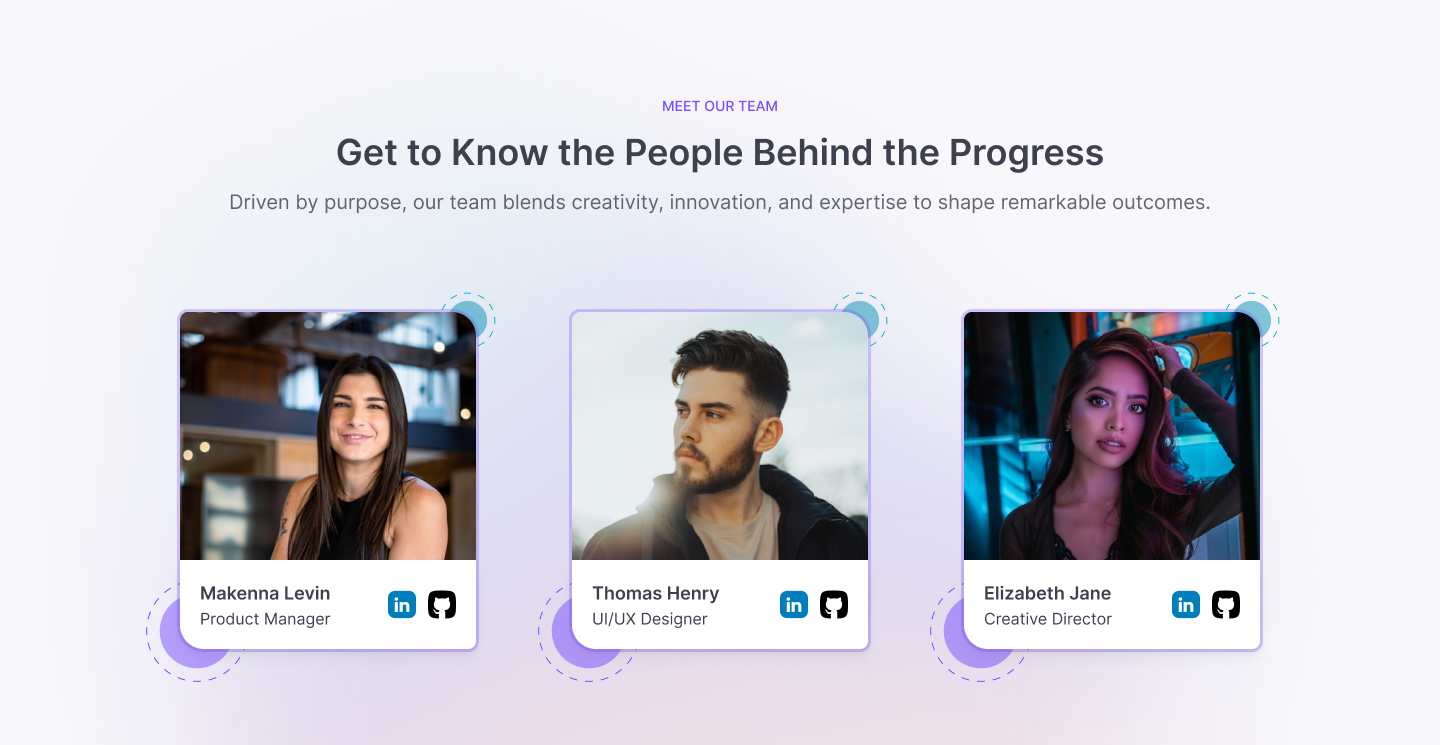 MEET OUR TEAM
Get to Know the People Behind the Progress
Driven by purpose, our team blends creativity, innovation, and expertise to shape remarkable outcomes.
Makenna Levin
Product Manager
in
Thomas Henry
UI/UX Designer
in
Elizabeth Jane
Creative Director
in